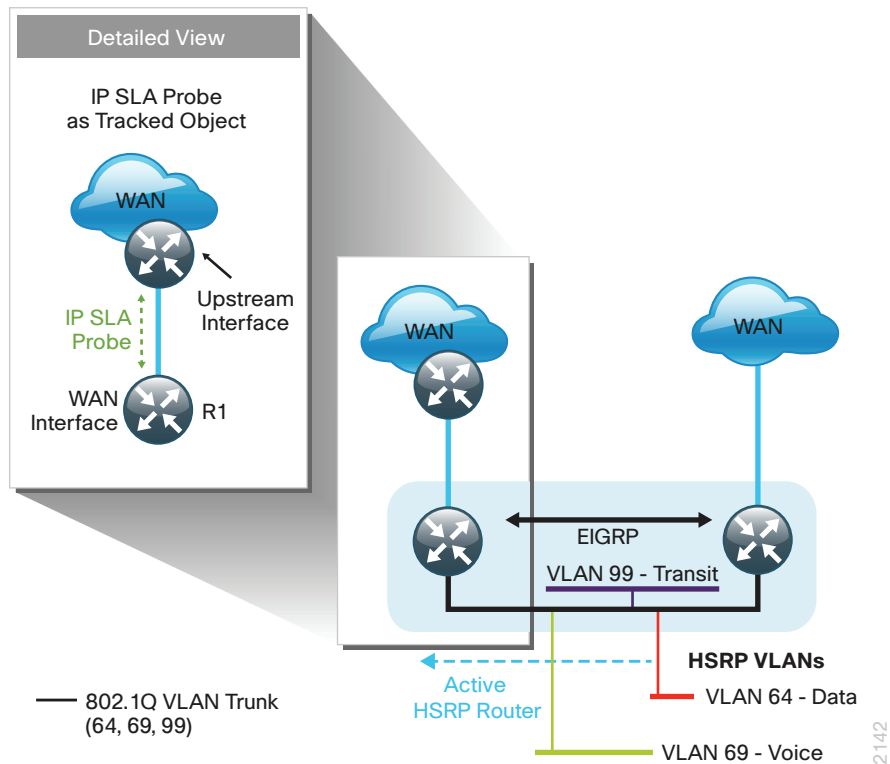 Detailed View
IP SLA Probe
as Tracked Object
WAN
Upstream
Interface
IP SLA
Probe
WAN
Interface
R1
WAN
WAN
EIGRP
VLAN 99 - Transit
HSRP VLANs
Active
HSRP Router
VLAN 64 - Data
802.1Q VLAN Trunk
(64, 69, 99)
VLAN 69 - Voice
2142